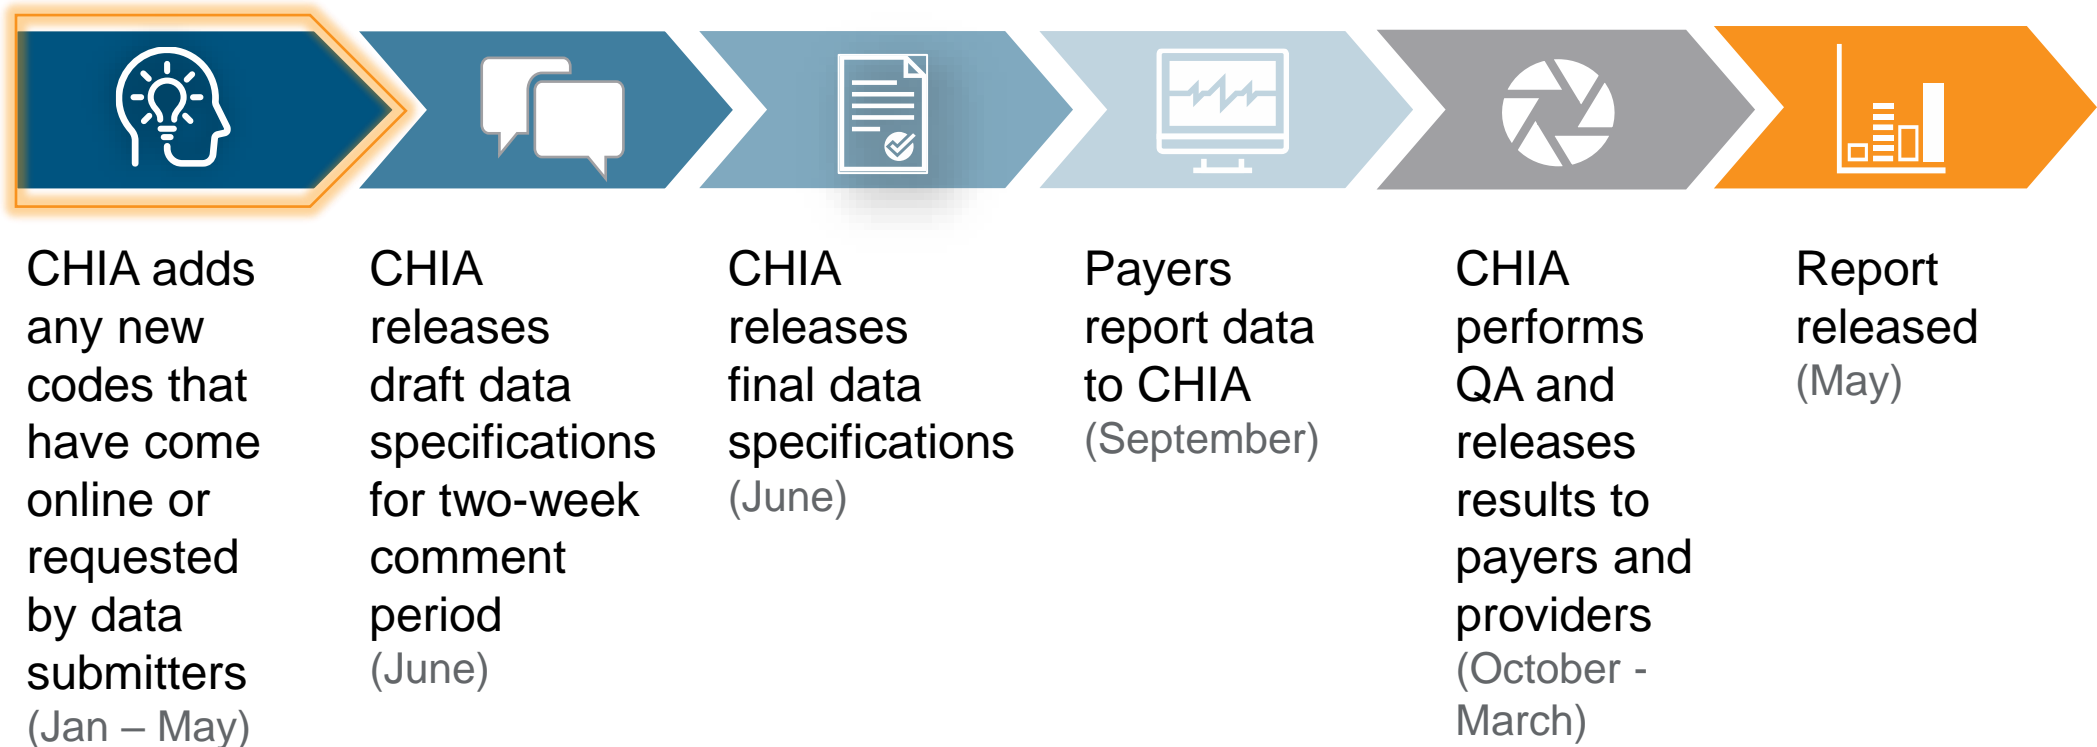 CHIA adds
any new
codes that
have come
online or
requested
by data
submitters
(Jan – May)
CHIA
releases
draft data
specifications
for two-week
comment
period
(June)
CHIA
releases
final data
specifications
(June)
Payers
report data
to CHIA
(September)
CHIA
performs
QA and
releases
results to
payers and
providers
(October -
March)
Report
released
(May)